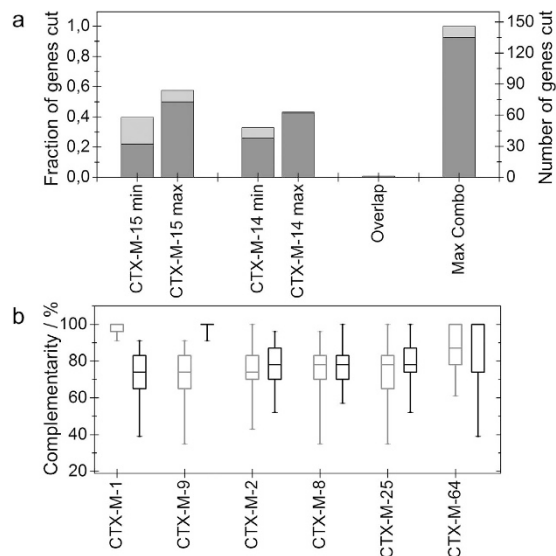 a
Fraction of genes cut
1,0
0,8
0,6
0,4
0,2
0,0
Number of genes cut
150
120
90
60
30
0
CTX-M-15 min
CTX-M-15 max
CTX-M-14 min
CTX-M-14 max
Overlap
Max Combo
b
Complementarity / %
100
80
60
40
20
CTX-M-1
CTX-M-9
CTX-M-2
CTX-M-8
CTX-M-25
CTX-M-64